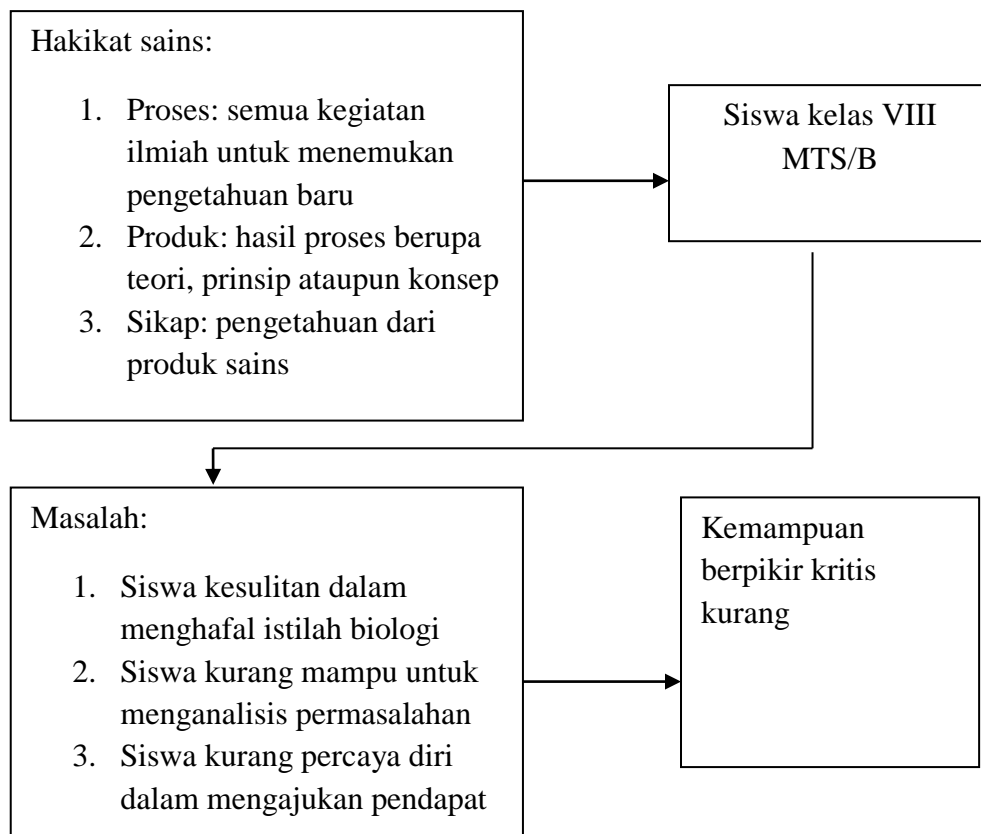 Hakikat sains:
1. Proses: semua kegiatan
ilmiah untuk menemukan
pengetahuan baru
2. Produk: hasil proses berupa
teori, prinsip ataupun konsep
3. Sikap: pengetahuan dari
produk sains
Siswa kelas VIII
MTS/B
Masalah:
1. Siswa kesulitan dalam
menghafal istilah biologi
2. Siswa kurang mampu untuk
menganalisis permasalahan
3. Siswa kurang percaya diri
dalam mengajukan pendapat
Kemampuan
berpikir kritis
kurang